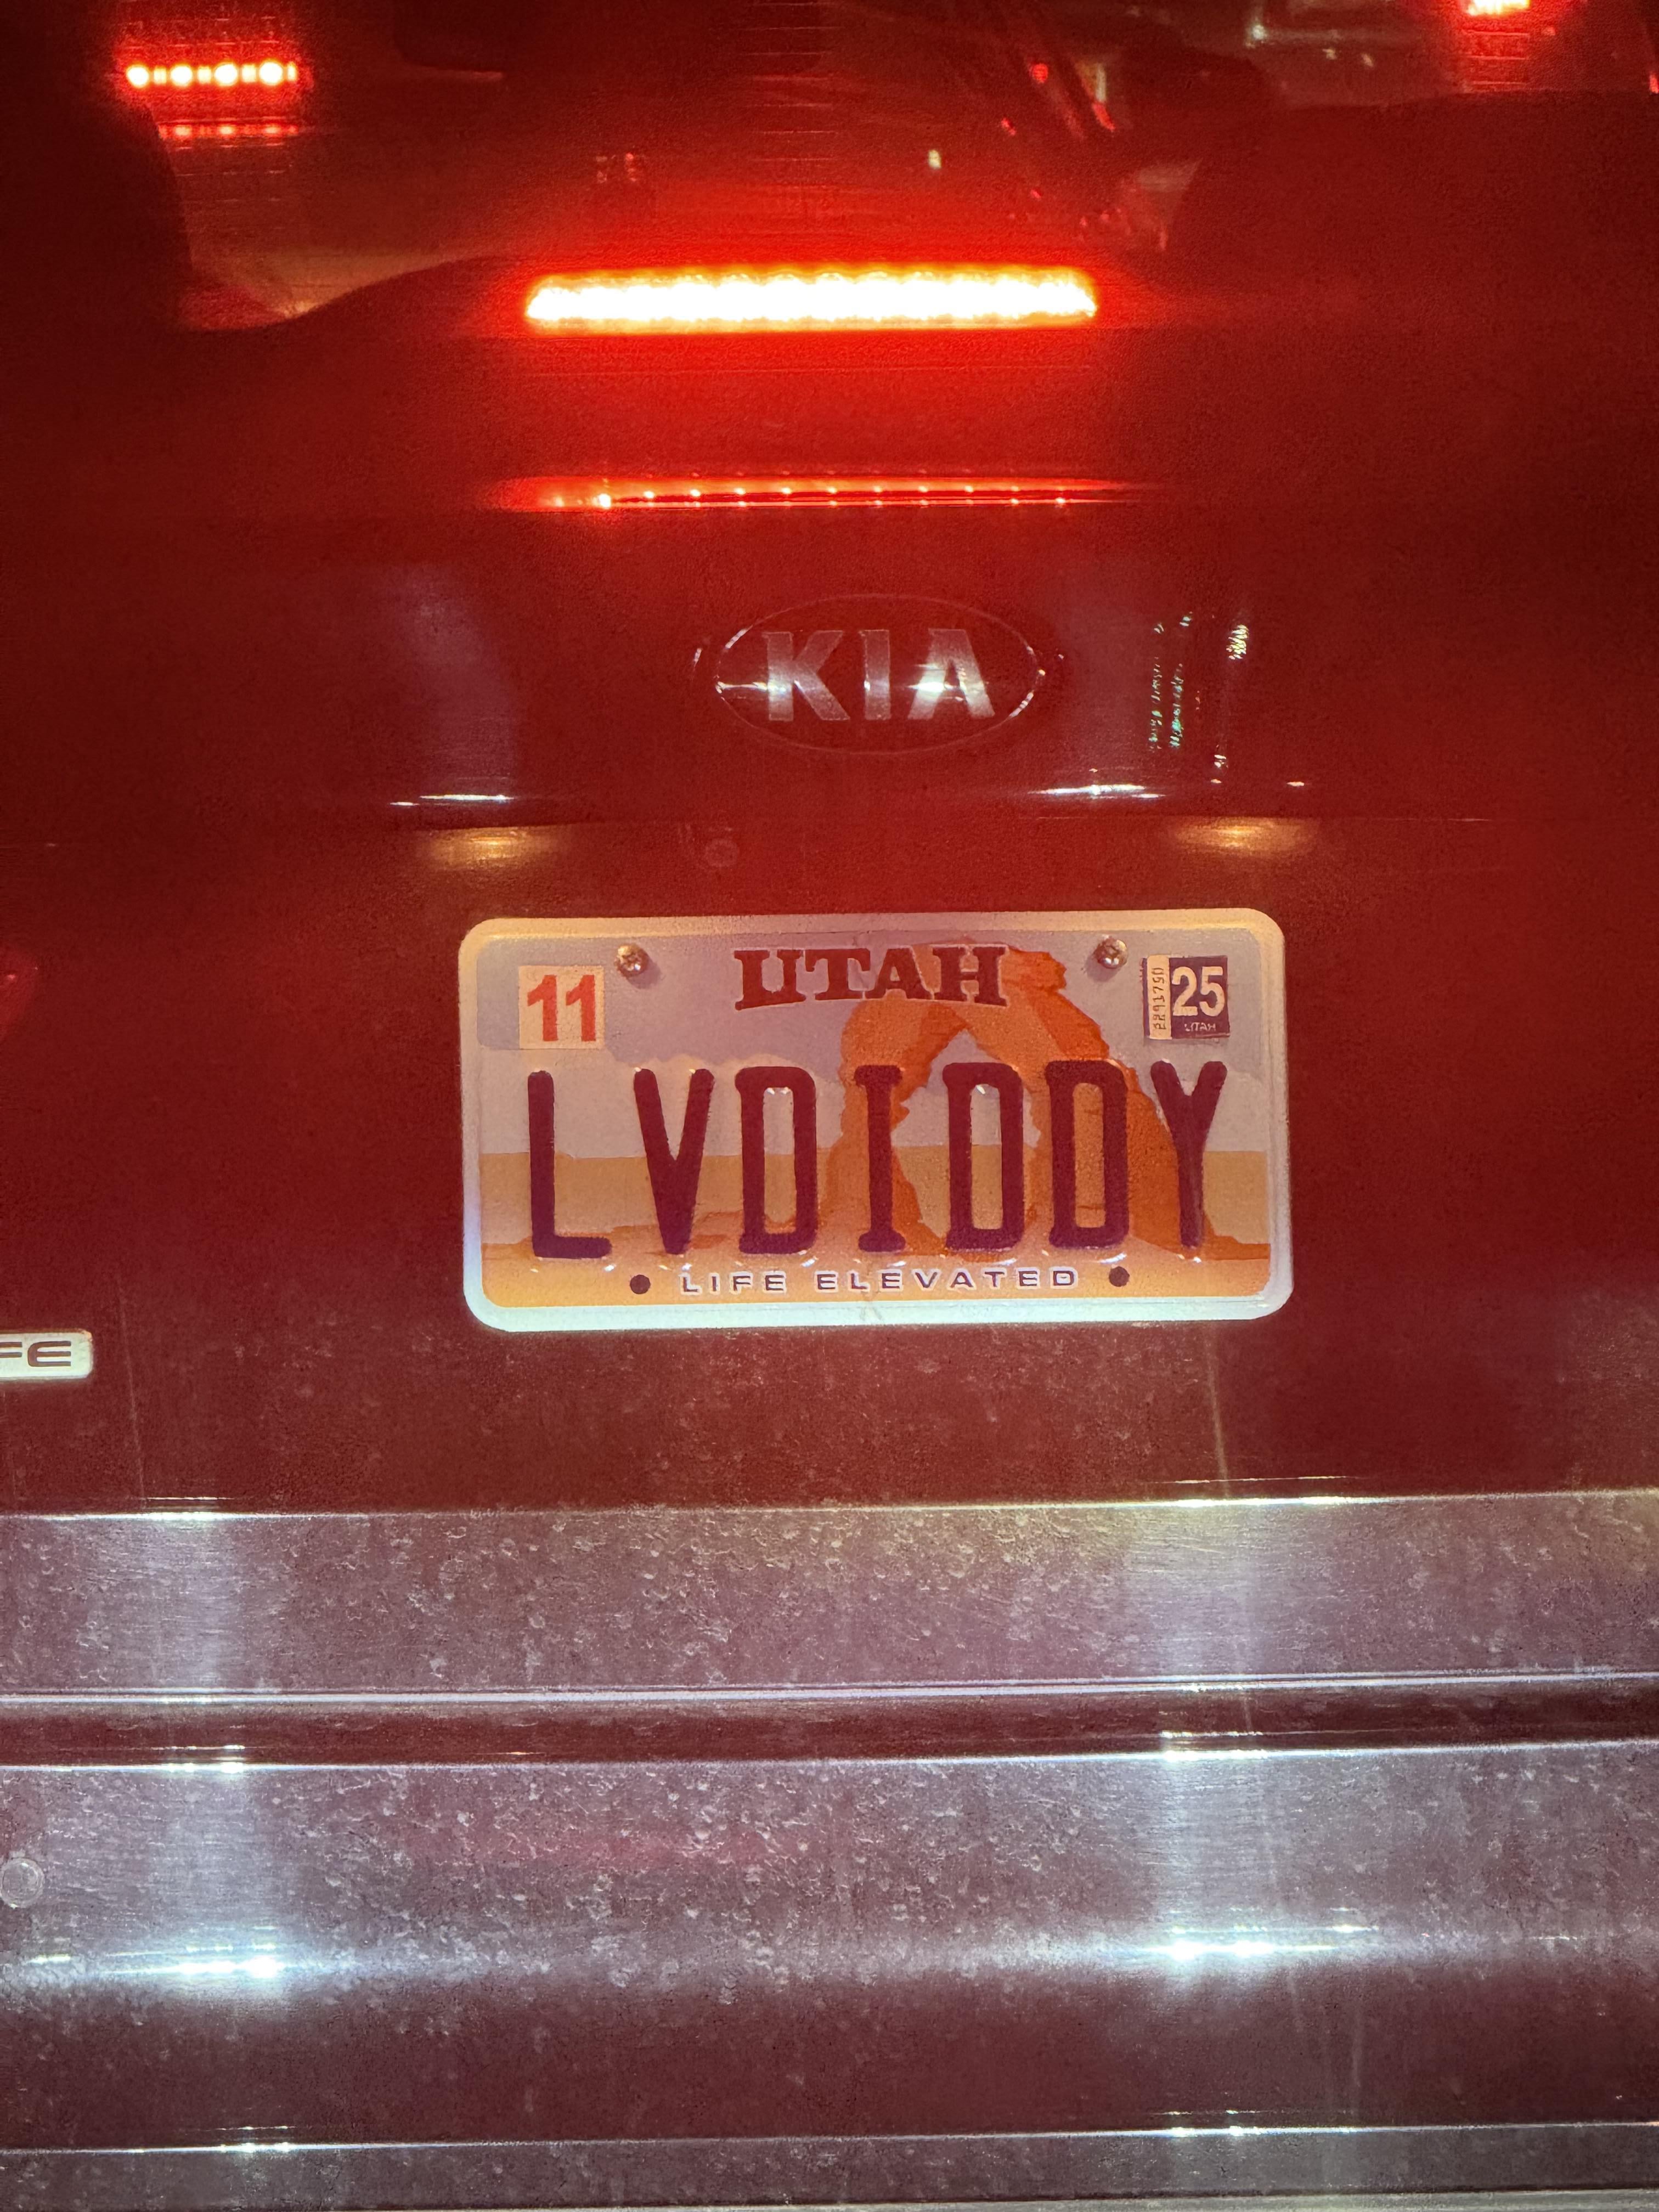 KIA
UTAH
11
25
UTAH
LVDIDDY
LIFE ELEVATED
FE